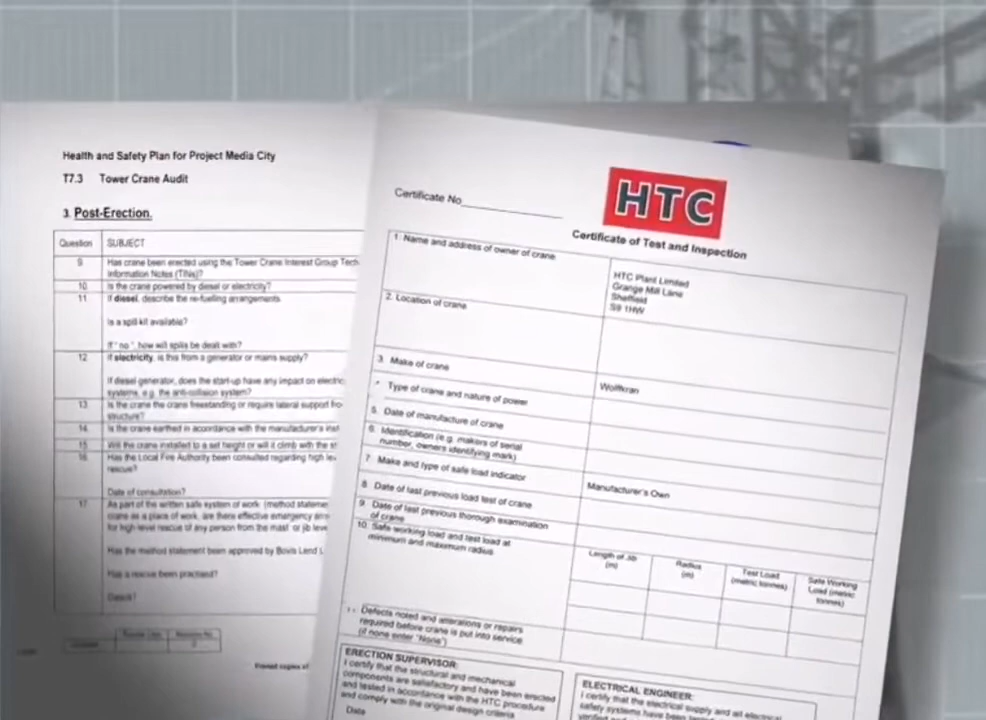 Health and Safety Plan for Project Media City
T7.3 Tower Crane Audit
3. Post-Erection.
Question SUBJECT
9 Has crane been erected using the Tower Crane Interest Group Tech
Information Notes (TINs)?
10 Is the crane powered by diesel or electricity?
11 If diesel, describe the re-fuelling arrangements.
Is a spill kit available?
If "no", how will spills be dealt with?
12 If electricity, is this from a generator or mains supply?
If diesel generator, does the start-up have any impact on electric
systems, e.g. the anti-collision system?
13 Is the crane the crane freestanding or require lateral support fro
structure?
14 Is the crane earthed in accordance with the manufacturer's inst
15 Will the crane installed to a set height or will it climb with the st
16 Has the Local Fire Authority been consulted regarding high lev
rescue?
Date of consultation?
17 As part of the written safe system of work (method stateme
crane as a place of work, are there effective emergency
for high level rescue of any person from the mast or jib leve
Has the method statement been approved by Bovis Lend L
Has a rescue been practised?
Dates?
Printed copies of
Certificate No
HTC
Certificate of Test and Inspection
1. Name and address of owner of crane
HTC Plant Limited
Grange Mill Lane
Sheffield
S9 1HW
2. Location of crane
3. Make of crane
Wolffkran
Type of crane and nature of power
5. Date of manufacture of crane
6. Identification (e.g. makers of serial
number, owners identifying mark)
7. Make and type of safe load indicator
Manufacturer's Own
8. Date of last previous load test of crane
9. Date of last previous thorough examination
of crane
10. Safe working load and test load at
minimum and maximum radius
Length of Jib
(m)
Radius
(m)
Test Load
(metric tonnes)
Safe Working
Load (metric
tonnes)
11. Defects noted and alterations or repairs
required before crane is put into service
(if none enter "None")
ERECTION SUPERVISOR:
I certify that the structural and mechanical
components are satisfactory and have been erected
and tested in accordance with the HTC procedure
and comply with the original design criteria
Date
ELECTRICAL ENGINEER:
I certify that the electrical supply and all electrical
safety systems have been